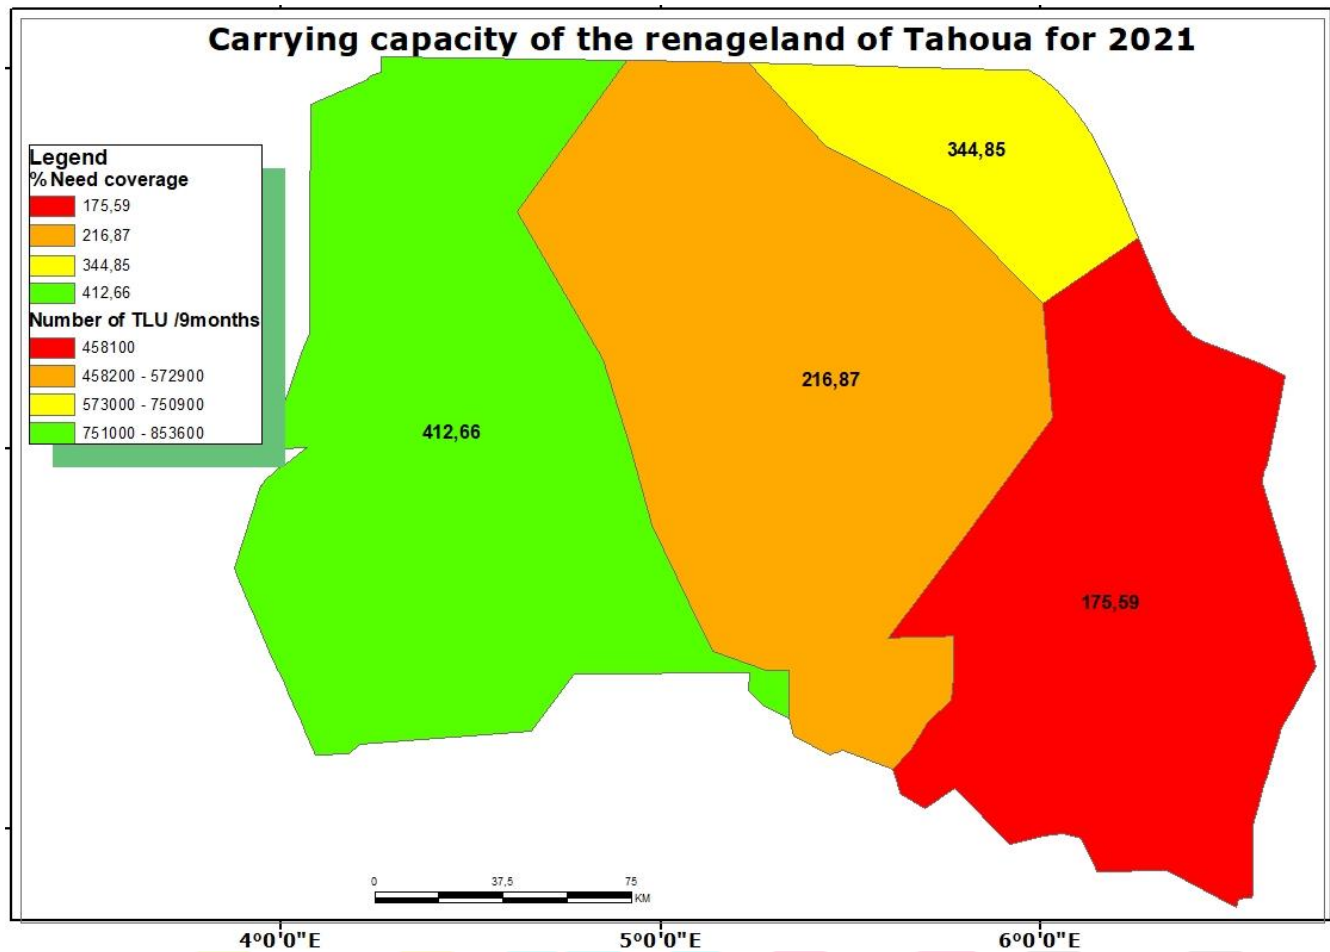 Carrying capacity of the renageland of Tahoua for 2021
344,85
Legend
% Need coverage
175,59
216,87
344,85
412,66
Number of TLU /9months
458100
458200 - 572900
573000 - 750900
751000 - 853600
216,87
412,66
175,59
0 37,5 75
KM
4°0'0"E 5°0'0"E 6°0'0"E